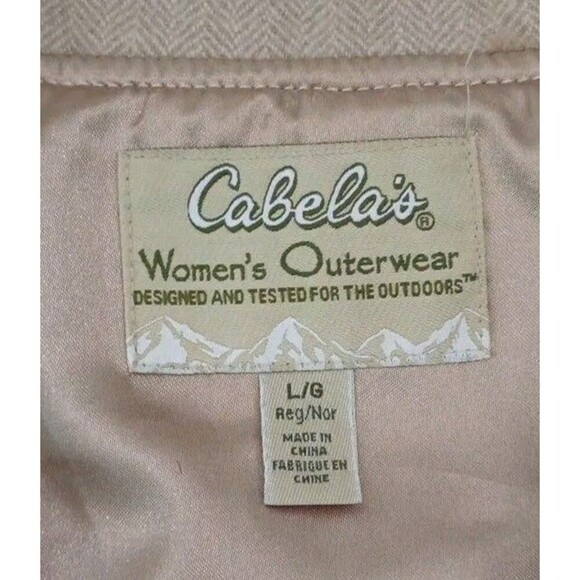 Cabela's®
Women's Outerwear
DESIGNED AND TESTED FOR THE OUTDOORS™
L/G
Reg/Nor
MADE IN
CHINA
FABRIQUE EN
CHINE